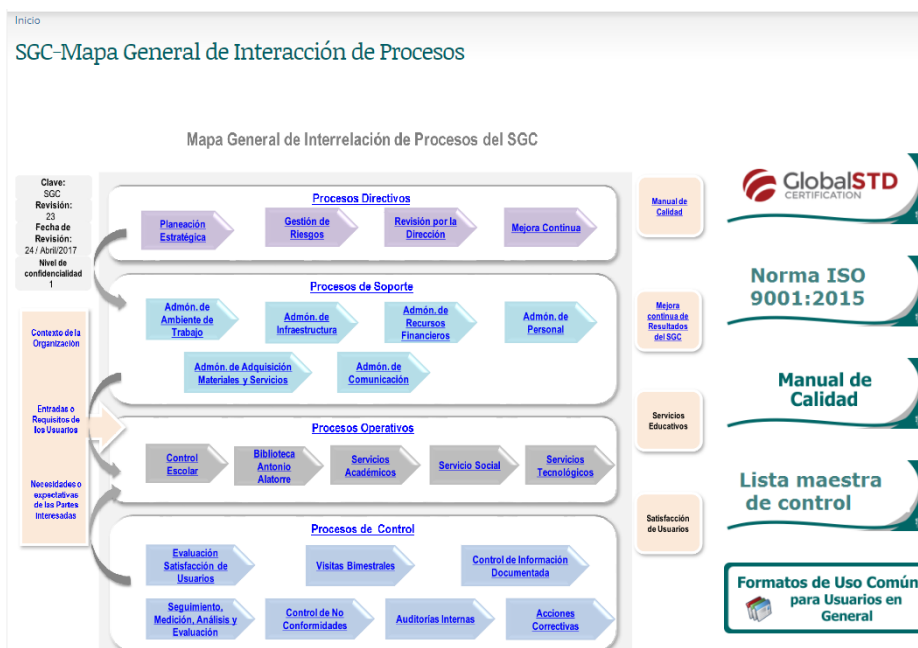 Inicio
SGC-Mapa General de Interacción de Procesos
Mapa General de Interrelación de Procesos del SGC
Clave:
SGC
Revisión:
23
Fecha de
Revisión:
24 / Abril/2017
Nivel de
confidencialidad
1
Contexto de la
Organización
Entradas o
Requisitos de
los Usuarios
Necesidades o
expectativas
de las Partes
Interesadas
Procesos Directivos
Planeación
Estratégica
Gestión de
Riesgos
Revisión por la
Dirección
Mejora Continua
Procesos de Soporte
Admón. de
Ambiente de
Trabajo
Admón. de
Infraestructura
Admón. de
Recursos
Financieros
Admón. de
Personal
Admón. de Adquisición
Materiales y Servicios
Admón. de
Comunicación
Procesos Operativos
Control
Escolar
Biblioteca
Antonio
Alatorre
Servicios
Académicos
Servicio Social
Servicios
Tecnológicos
Procesos de Control
Evaluación
Satisfacción de
Usuarios
Visitas Bimestrales
Control de Información
Documentada
Seguimiento,
Medición, Análisis y
Evaluación
Control de No
Conformidades
Auditorías Internas
Acciones
Correctivas
Manual de
Calidad
Mejora
continua de
Resultados
del SGC
Servicios
Educativos
Satisfacción
de Usuarios
GlobalSTD
CERTIFICATION
Norma ISO
9001:2015
Manual de
Calidad
Lista maestra
de control
Formatos de Uso Común
para Usuarios en
General